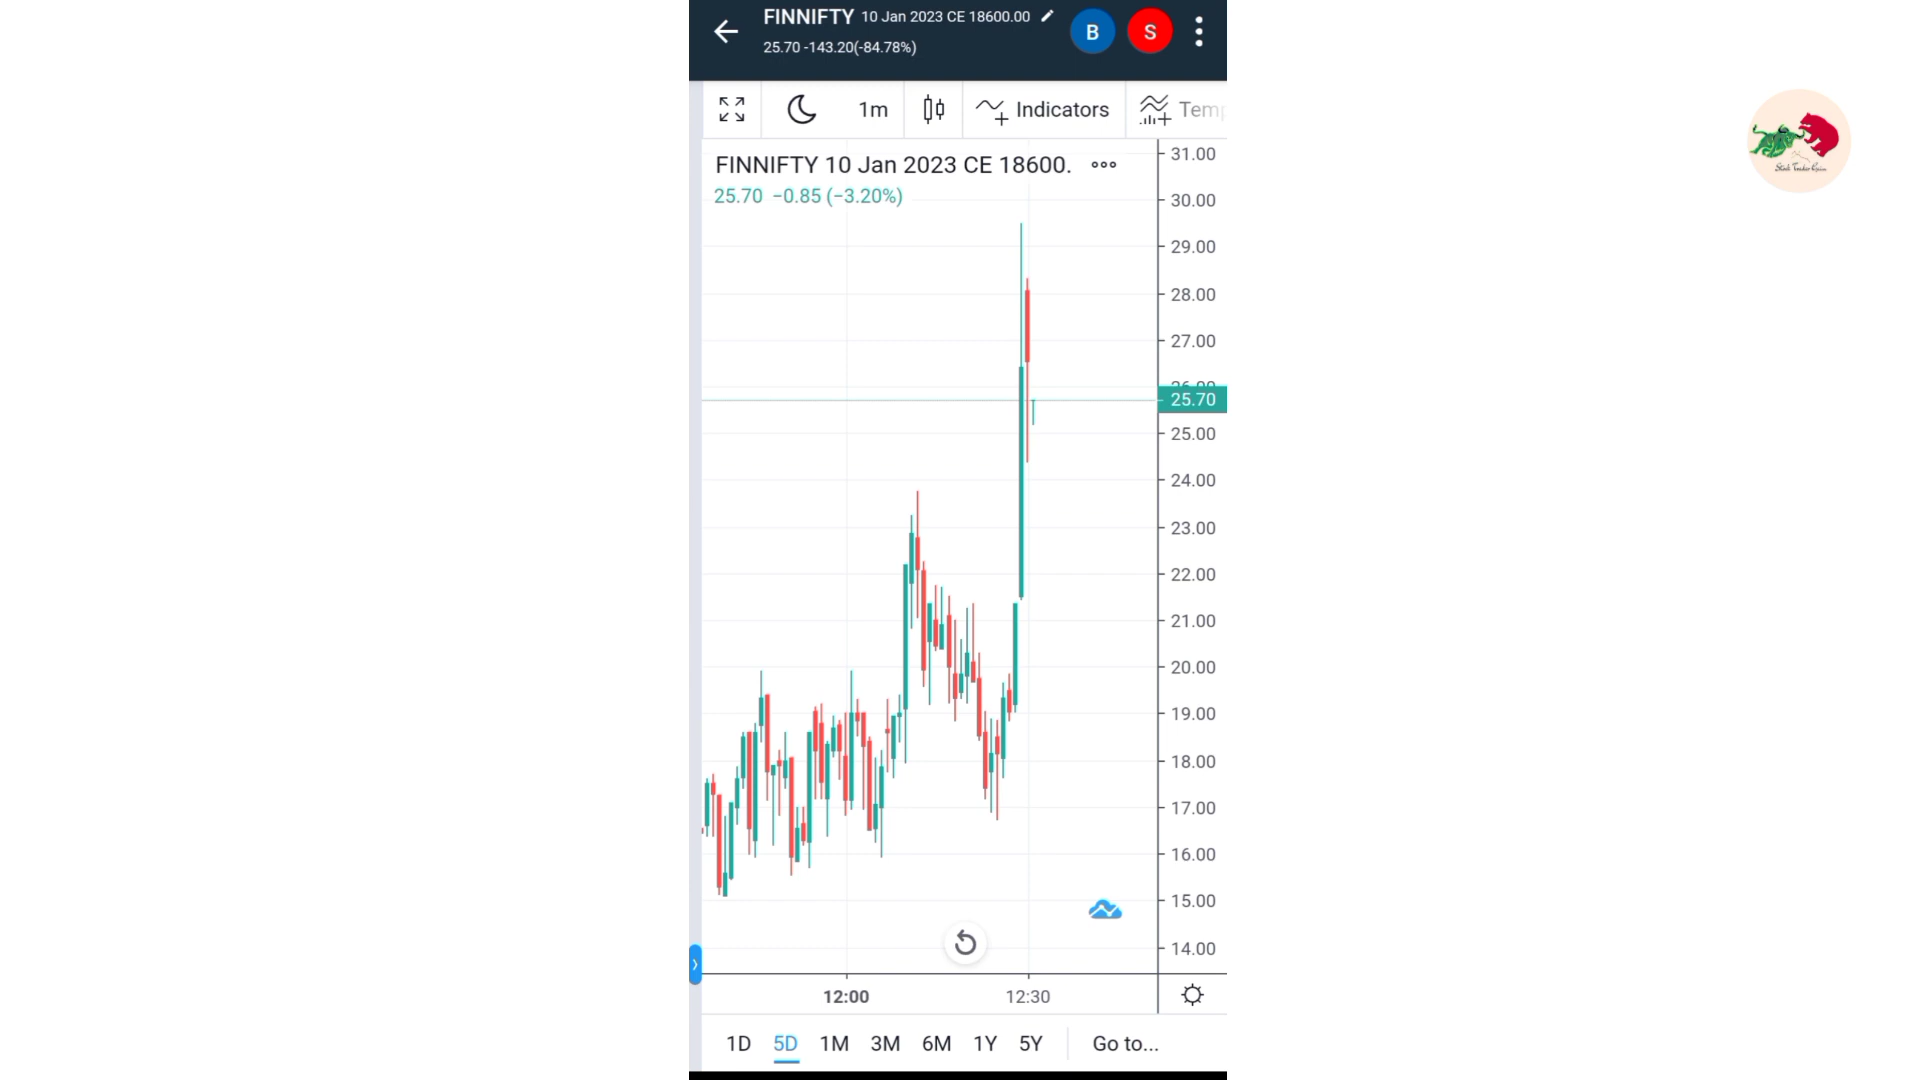 FINNIFTY 10 Jan 2023 CE 18600.00
25.70 -143.20(-84.78%)
B
S
1m
Indicators
FINNIFTY 10 Jan 2023 CE 18600.
25.70 −0.85 (−3.20%)
31.00
30.00
29.00
28.00
27.00
26.00
25.70
25.00
24.00
23.00
22.00
21.00
20.00
19.00
18.00
17.00
16.00
15.00
14.00
12:00
12:30
1D 5D 1M 3M 6M 1Y 5Y Go to...